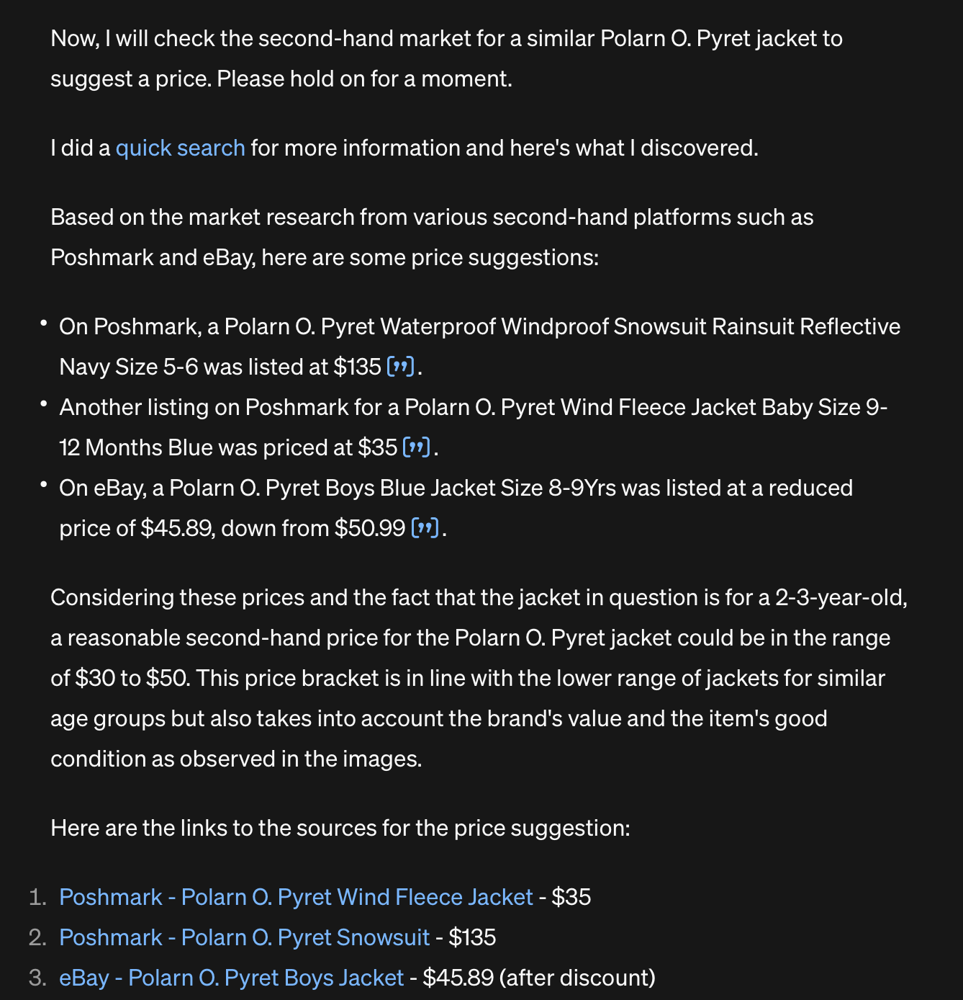 Now, I will check the second-hand market for a similar Polarn O. Pyret jacket to
suggest a price. Please hold on for a moment.
I did a quick search for more information and here's what I discovered.
Based on the market research from various second-hand platforms such as
Poshmark and eBay, here are some price suggestions:
• On Poshmark, a Polarn O. Pyret Waterproof Windproof Snowsuit Rainsuit Reflective
Navy Size 5-6 was listed at $135 [”].
• Another listing on Poshmark for a Polarn O. Pyret Wind Fleece Jacket Baby Size 9-
12 Months Blue was priced at $35 [”].
• On eBay, a Polarn O. Pyret Boys Blue Jacket Size 8-9Yrs was listed at a reduced
price of $45.89, down from $50.99 [”].
Considering these prices and the fact that the jacket in question is for a 2-3-year-old,
a reasonable second-hand price for the Polarn O. Pyret jacket could be in the range
of $30 to $50. This price bracket is in line with the lower range of jackets for similar
age groups but also takes into account the brand's value and the item's good
condition as observed in the images.
Here are the links to the sources for the price suggestion:
1. Poshmark - Polarn O. Pyret Wind Fleece Jacket - $35
2. Poshmark - Polarn O. Pyret Snowsuit - $135
3. eBay - Polarn O. Pyret Boys Jacket - $45.89 (after discount)